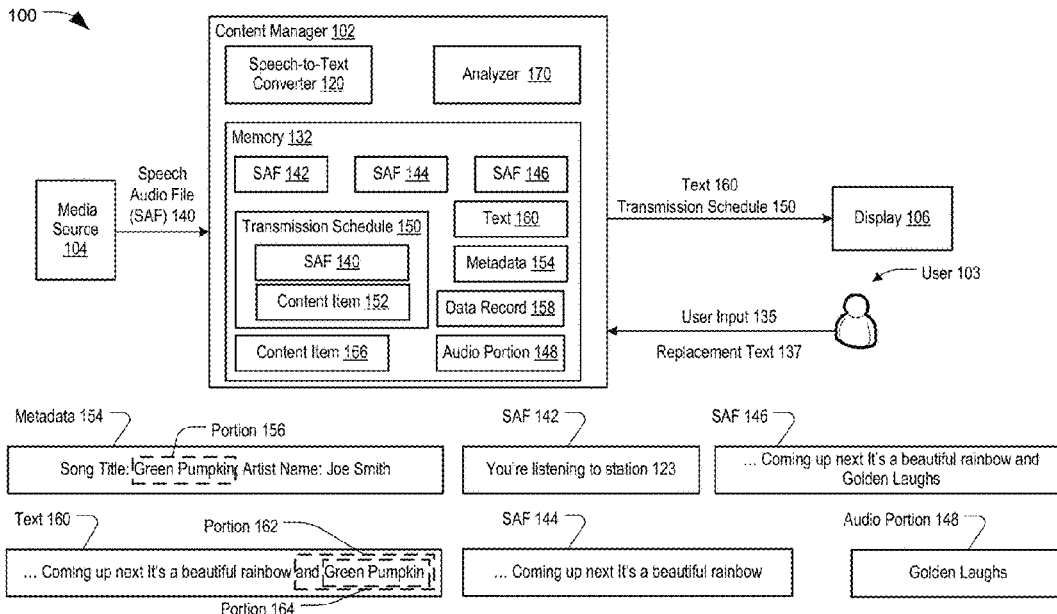 100
Content Manager 102
Speech-to-Text
Converter 120
Analyzer 170
Memory 132
SAF 142
SAF 144
SAF 146
Speech
Audio File
(SAF) 140
Media
Source
104
Text 160
Transmission Schedule 150
SAF 140
Metadata 154
Content Item 152
Data Record 158
Content Item 166
Audio Portion 148
Text 160
Transmission Schedule 150
Display 106
User 103
User Input 135
Replacement Text 137
Metadata 154
Portion 156
SAF 142
SAF 146
Song Title: Green Pumpkin Artist Name: Joe Smith
You're listening to station 123
... Coming up next It's a beautiful rainbow and
Golden Laughs
Text 160
Portion 162
SAF 144
Audio Portion 148
... Coming up next It's a beautiful rainbow and Green Pumpkin
... Coming up next It's a beautiful rainbow
Golden Laughs
Portion 164